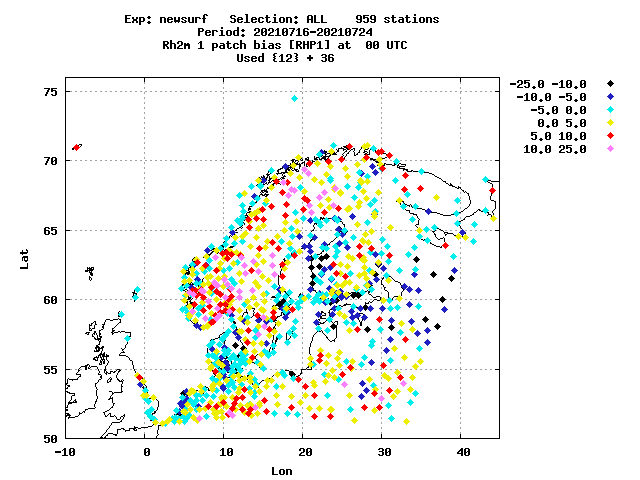 Exp: newsurf   Selection: ALL    959 stations
Period: 20210716-20210724
Rh2m 1 patch bias [RHP1] at  00 UTC
Used {12} + 36
-25.0 -10.0
-10.0 -5.0
-5.0 0.0
0.0 5.0
5.0 10.0
10.0 25.0
75
70
65
60
55
50
Lat
-10 0 10 20 30 40
Lon